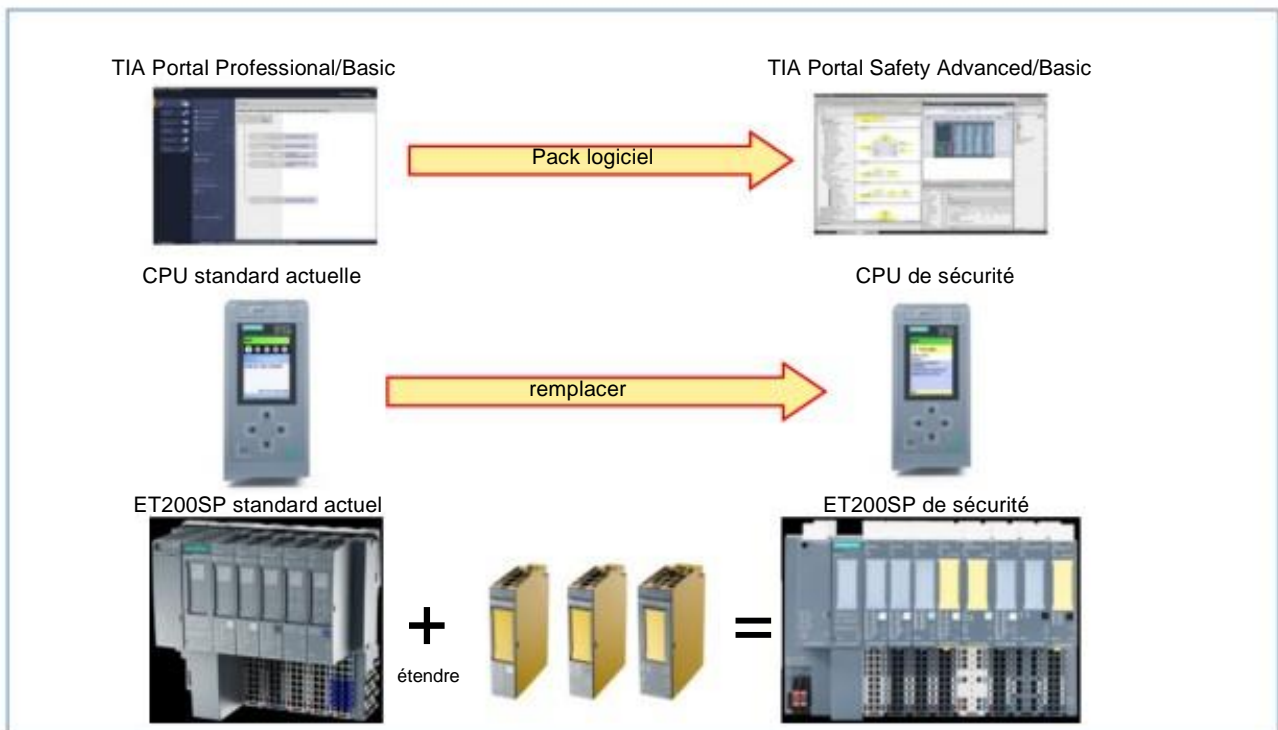 TIA Portal Professional/Basic
TIA Portal Safety Advanced/Basic
Pack logiciel
CPU standard actuelle
CPU de sécurité
remplacer
ET200SP standard actuel
ET200SP de sécurité
+
=
étendre